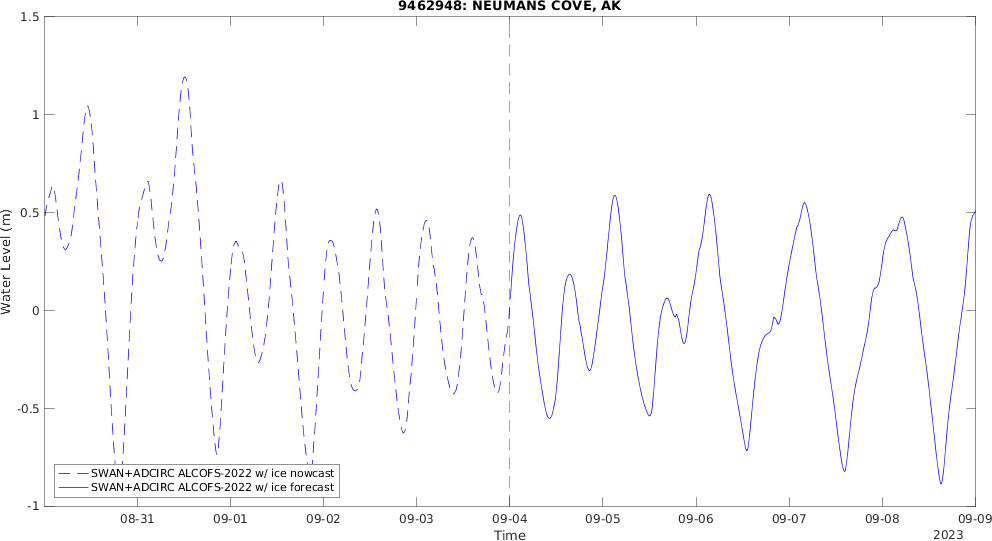 9462948: NEUMANS COVE, AK
1.5
1
0.5
0
-0.5
-1
Water Level (m)
SWAN+ADCIRC ALCOFS-2022 w/ ice nowcast
SWAN+ADCIRC ALCOFS-2022 w/ ice forecast
08-31 09-01 09-02 09-03 09-04 09-05 09-06 09-07 09-08 09-09
Time
2023